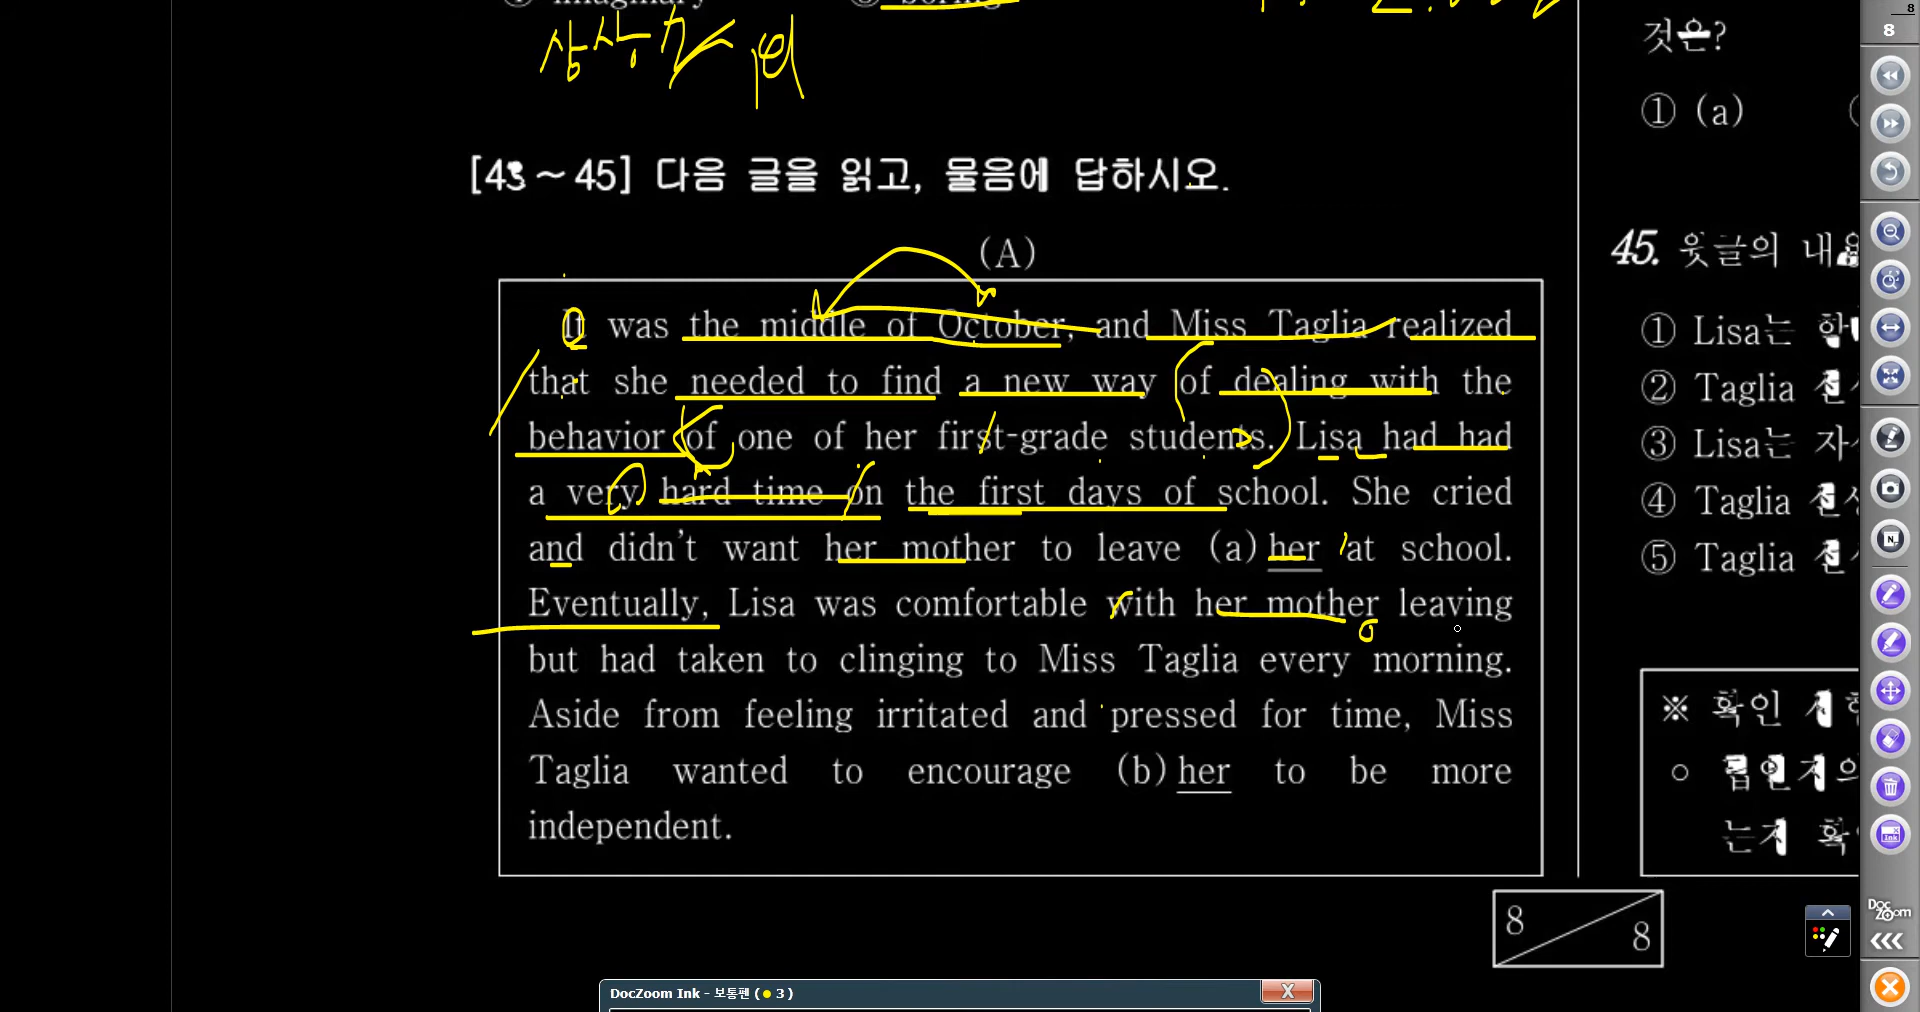 ④ imaginary ⑤ boring
상상
[43 ~ 45] 다음 글을 읽고, 물음에 답하시오.
(A)
It was the middle of October, and Miss Taglia realized
that she needed to find a new way of dealing with the
behavior of one of her first-grade students. Lisa had had
a very hard time on the first days of school. She cried
and didn't want her mother to leave (a) her at school.
Eventually, Lisa was comfortable with her mother leaving
but had taken to clinging to Miss Taglia every morning.
Aside from feeling irritated and pressed for time, Miss
Taglia wanted to encourage (b) her to be more
independent.
8
8
것은?
① (a)
45. 윗글의
① Lisa는
② Taglia
③ Lisa는
④ Taglia
⑤ Taglia
※ 확인
○
8
8
DocZoom
DocZoom Ink - 보통펜 ( 3 )
X